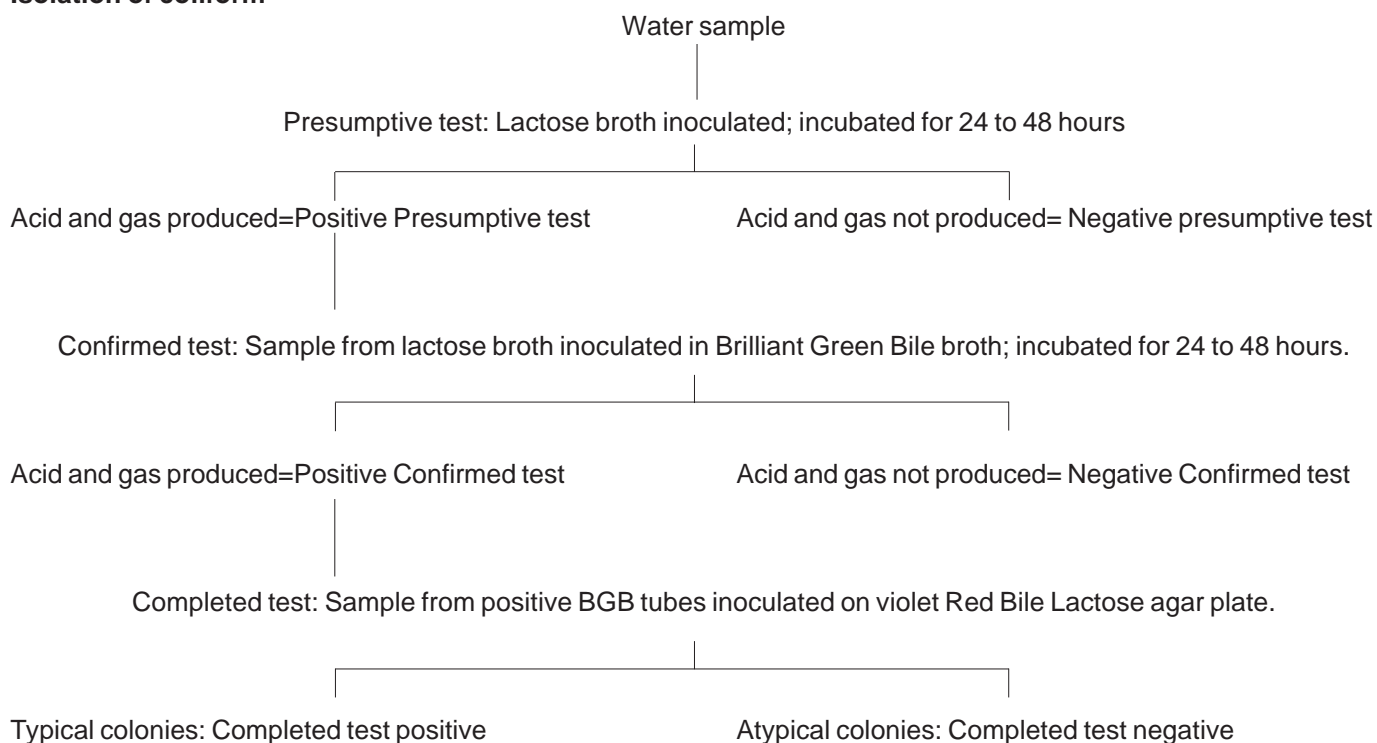 Water sample
Presumptive test: Lactose broth inoculated; incubated for 24 to 48 hours
Acid and gas produced=Positive Presumptive test
Acid and gas not produced= Negative presumptive test
Confirmed test: Sample from lactose broth inoculated in Brilliant Green Bile broth; incubated for 24 to 48 hours.
Acid and gas produced=Positive Confirmed test
Acid and gas not produced= Negative Confirmed test
Completed test: Sample from positive BGB tubes inoculated on violet Red Bile Lactose agar plate.
Typical colonies: Completed test positive
Atypical colonies: Completed test negative